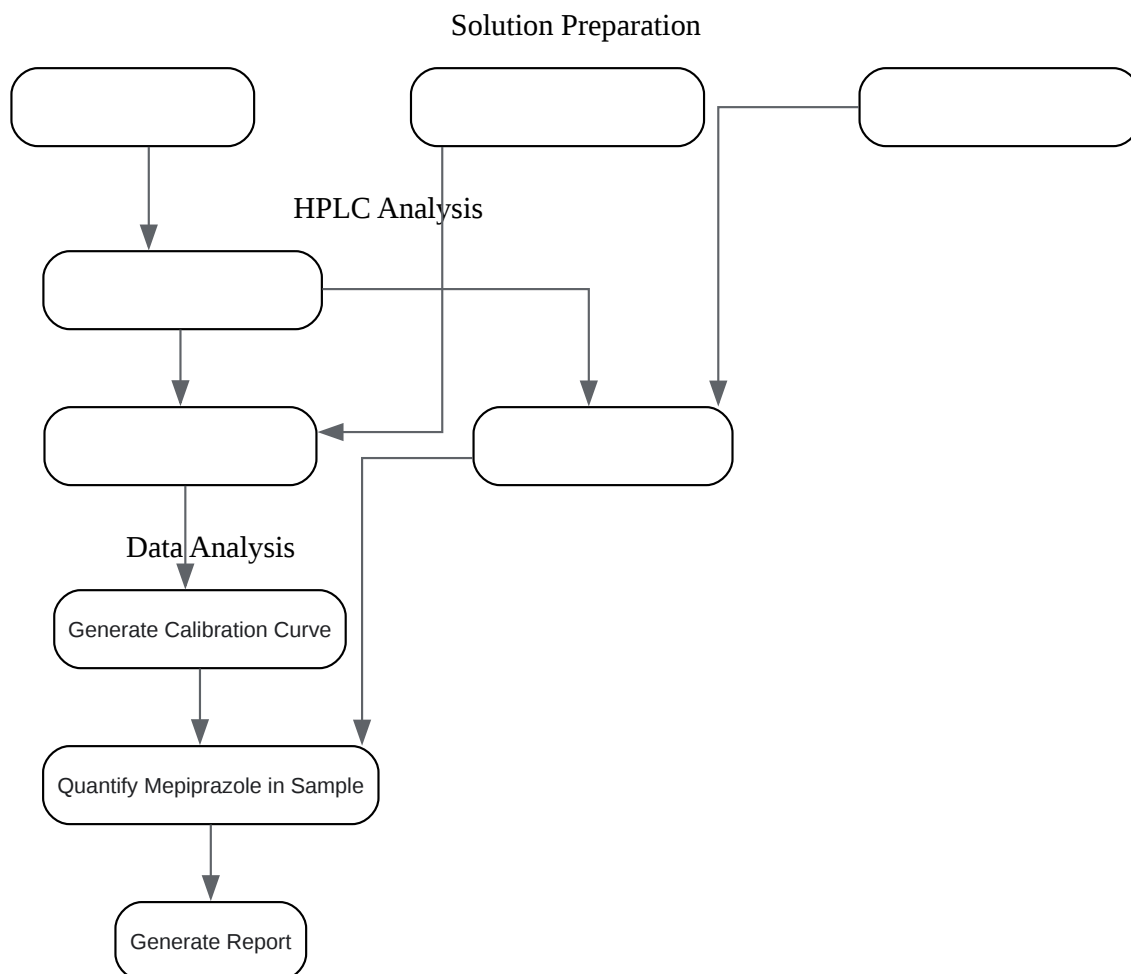 Solution Preparation
HPLC Analysis
Data Analysis
Generate Calibration Curve
Quantify Mepiprazole in Sample
Generate Report